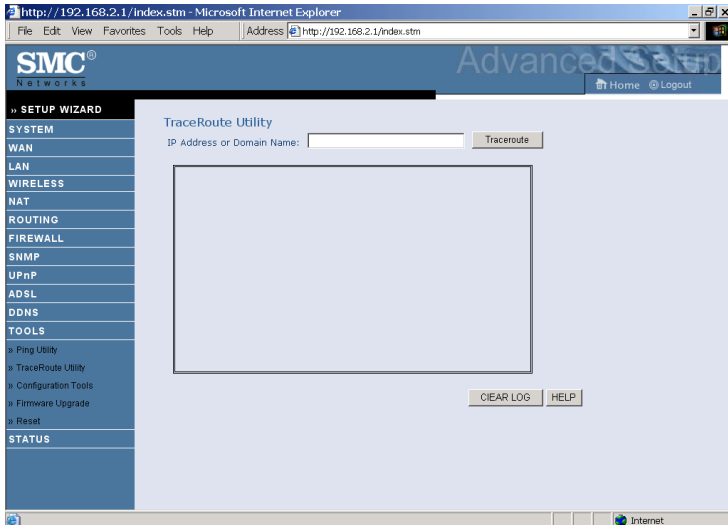 http://192.168.2.1/index.stm - Microsoft Internet Explorer
File Edit View Favorites Tools Help Address http://192.168.2.1/index.stm
SMC®
Networks
Advanced Setup
Home Logout
» SETUP WIZARD
SYSTEM
WAN
LAN
WIRELESS
NAT
ROUTING
FIREWALL
SNMP
UPnP
ADSL
DDNS
TOOLS
» Ping Utility
» TraceRoute Utility
» Configuration Tools
» Firmware Upgrade
» Reset
STATUS
TraceRoute Utility
IP Address or Domain Name: Traceroute
ClEAR LOG HELP
Internet